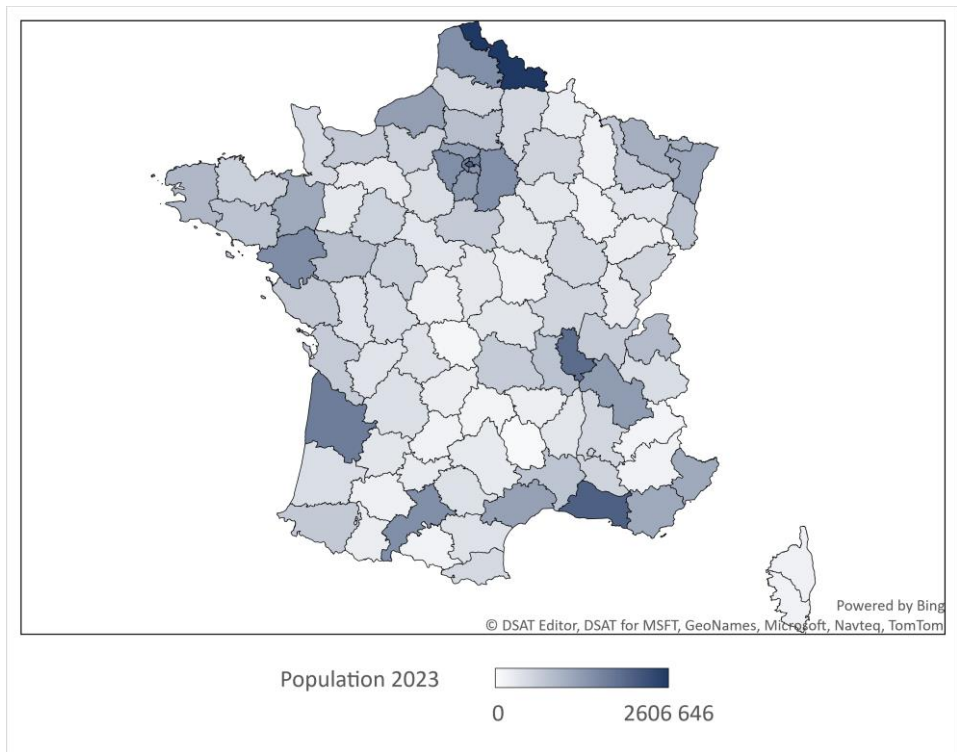 Powered by Bing
© DSAT Editor, DSAT for MSFT, GeoNames, Microsoft, Navteq, TomTom
Population 2023
0 2606 646